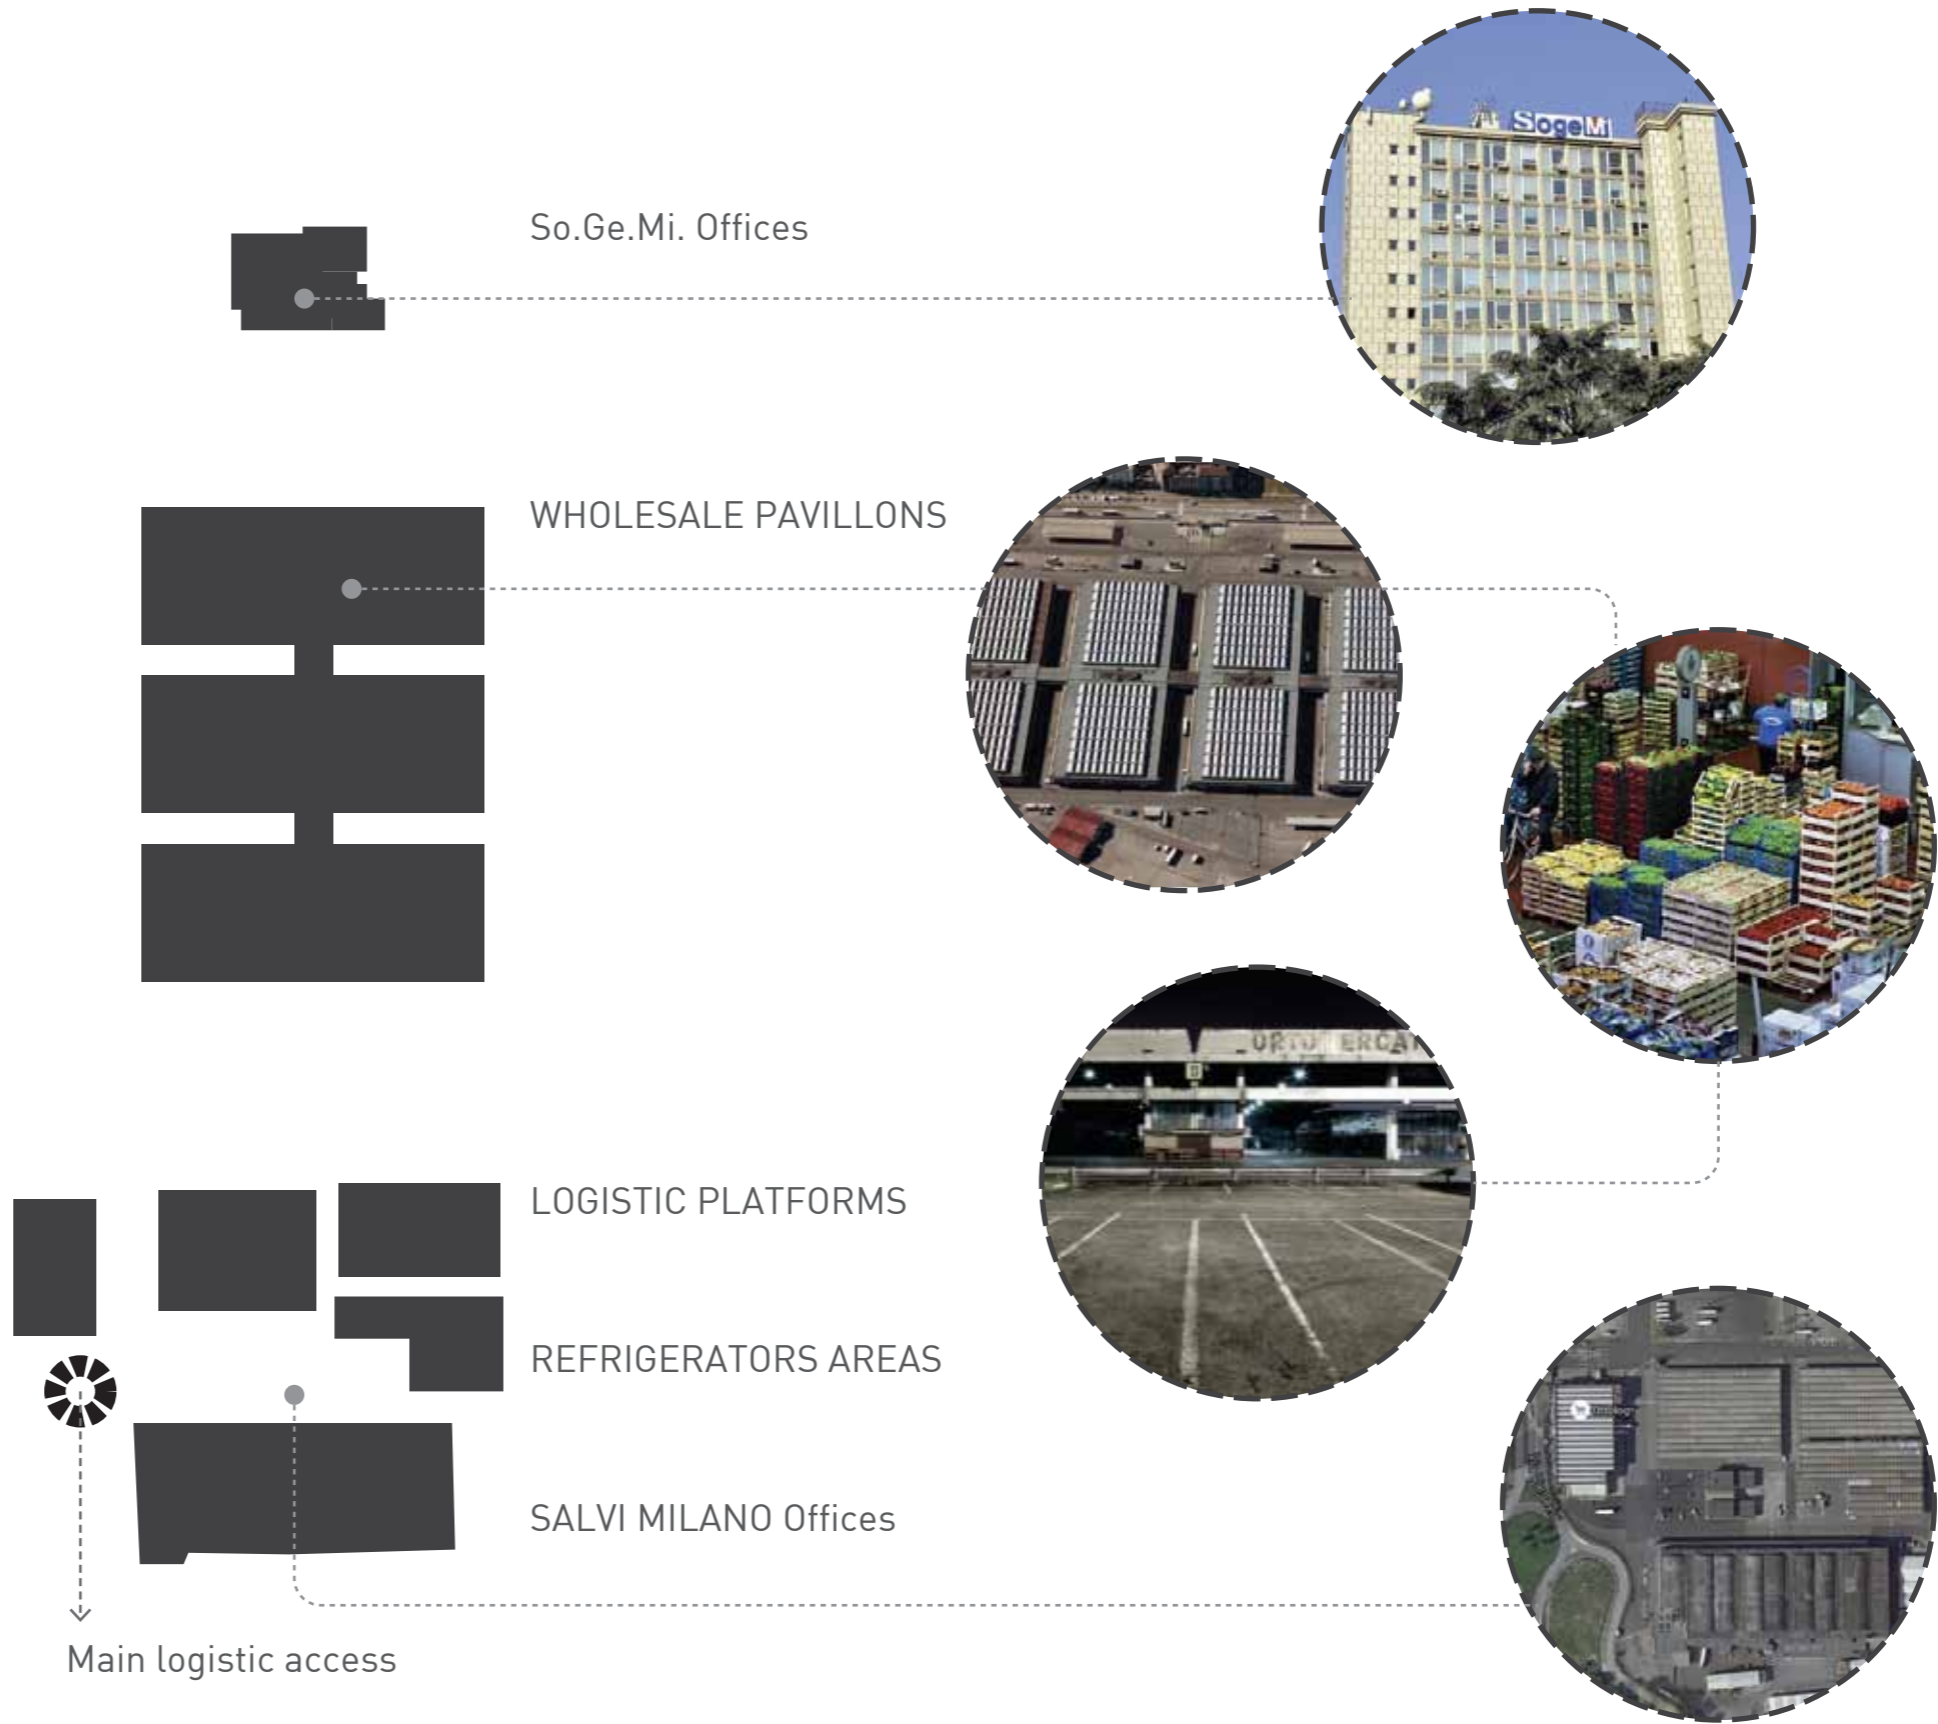 SogeMi
So.Ge.Mi. Offices
WHOLESALE PAVILLONS
LOGISTIC PLATFORMS
REFRIGERATORS AREAS
SALVI MILANO Offices
Main logistic access